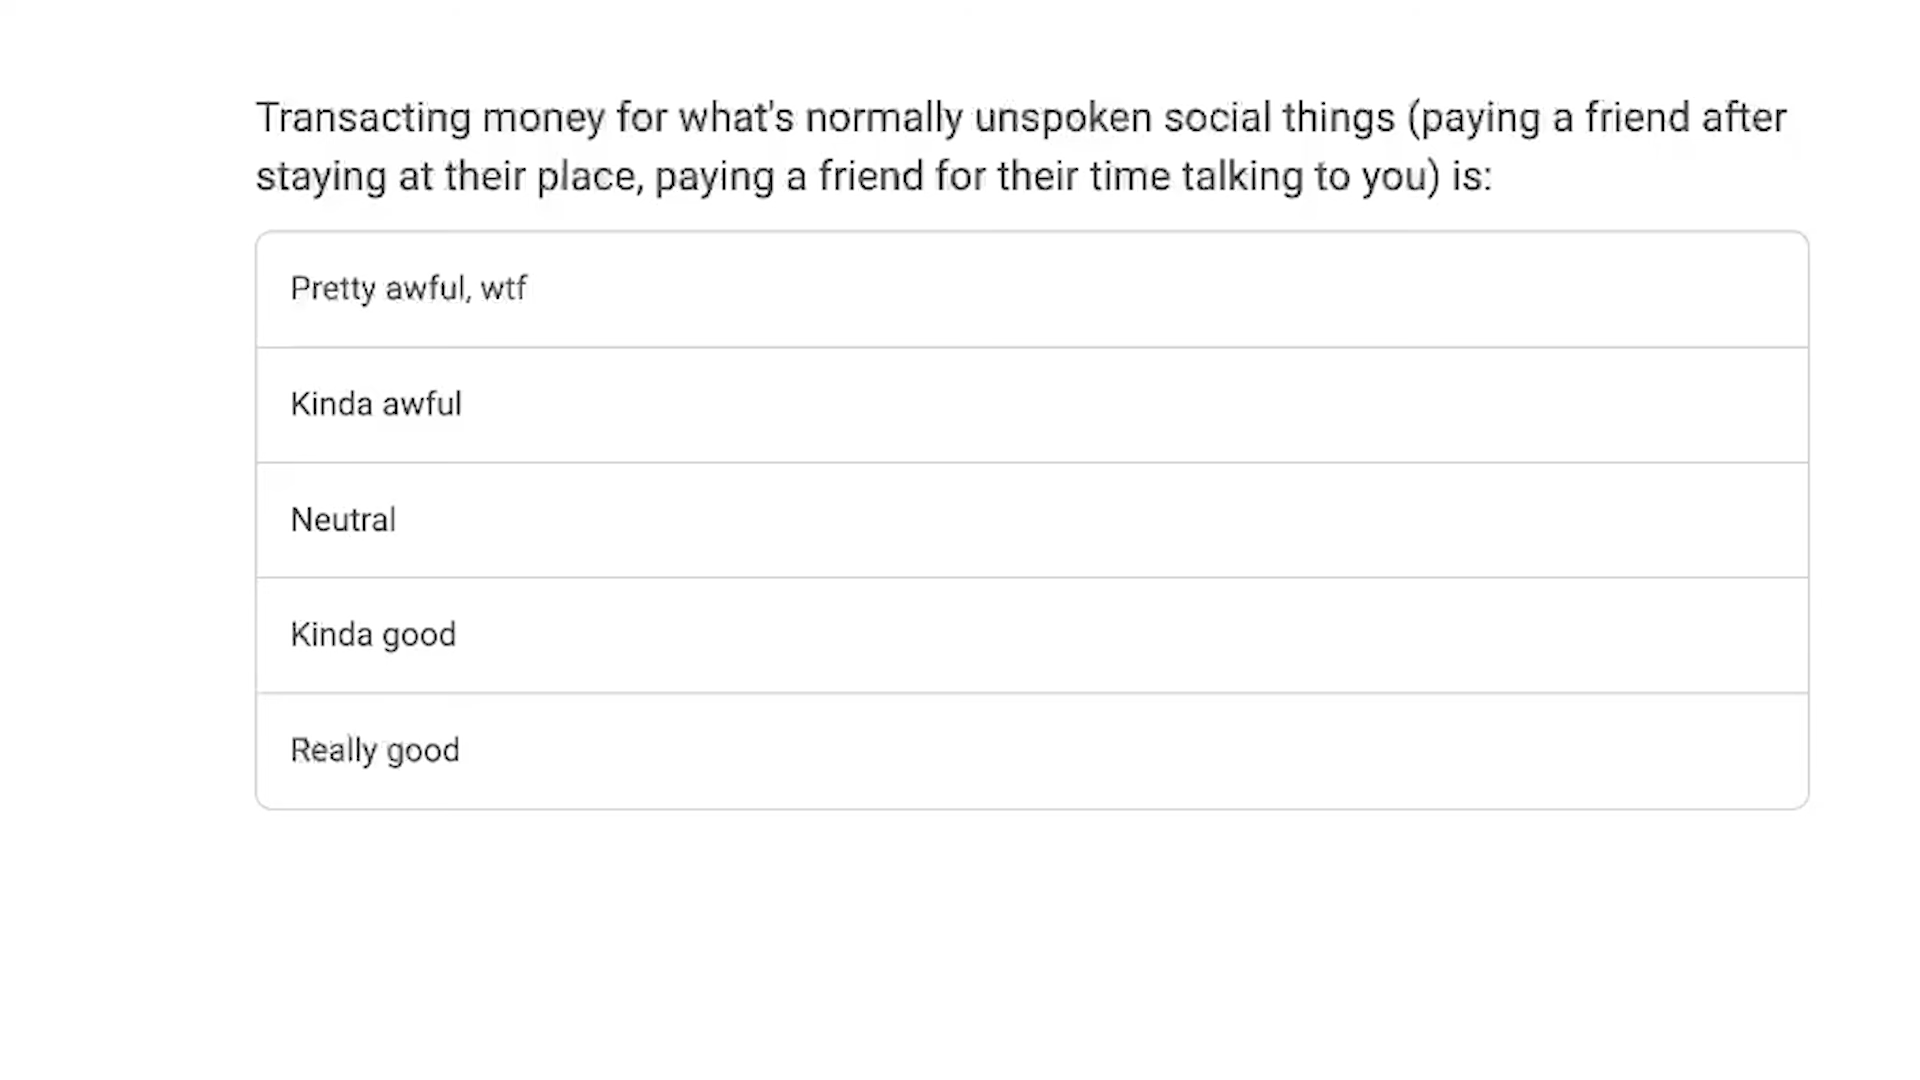 Transacting money for what's normally unspoken social things (paying a friend after
staying at their place, paying a friend for their time talking to you) is:
Pretty awful, wtf
Kinda awful
Neutral
Kinda good
Really good